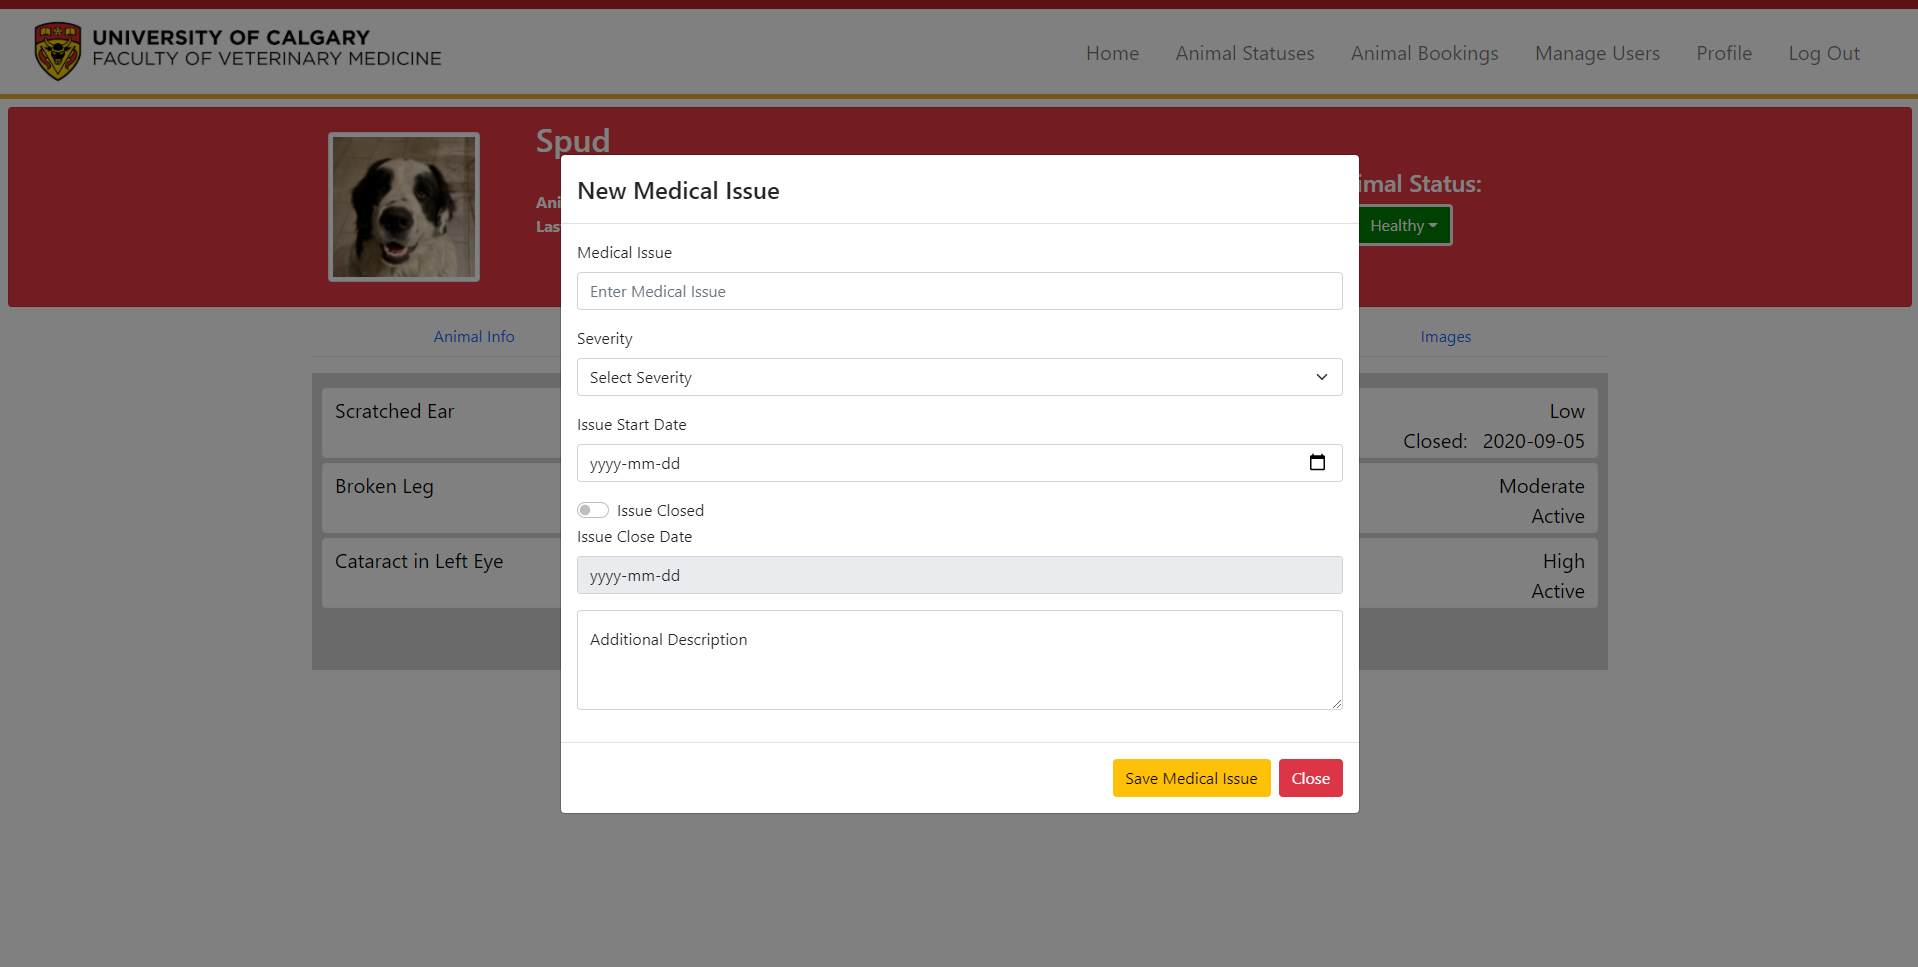 UNIVERSITY OF CALGARY
FACULTY OF VETERINARY MEDICINE
Home Animal Statuses Animal Bookings Manage Users Profile Log Out
Spud
Ani
Las
imal Status:
Healthy
Animal Info Images
New Medical Issue
Medical Issue
Enter Medical Issue
Severity
Select Severity
Issue Start Date
yyyy-mm-dd
Issue Closed
Issue Close Date
yyyy-mm-dd
Additional Description
Save Medical Issue Close
Scratched Ear Low
Closed: 2020-09-05
Broken Leg Moderate
Active
Cataract in Left Eye High
Active